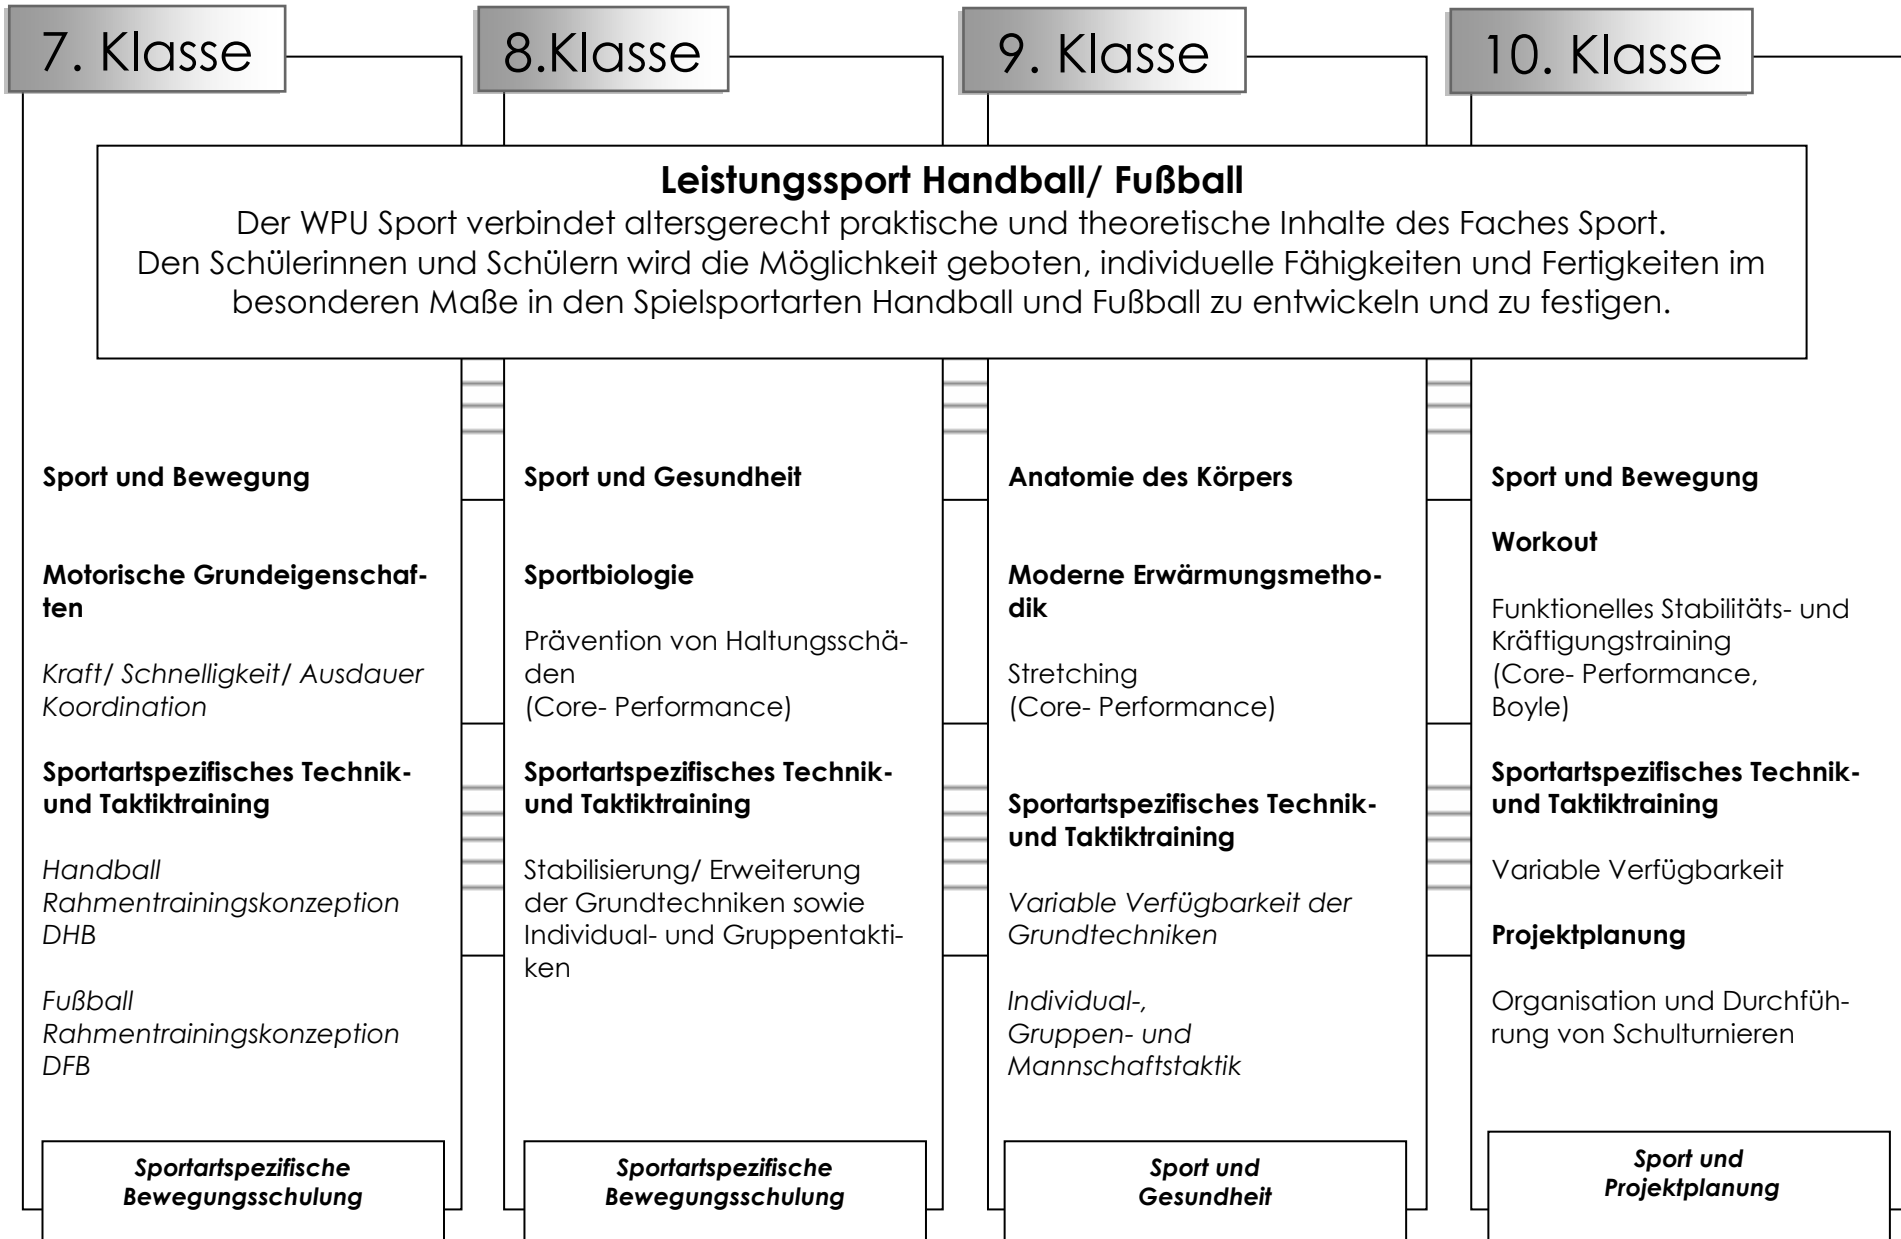 7. Klasse
8.Klasse
9. Klasse
10. Klasse
Leistungssport Handball/ Fußball
Der WPU Sport verbindet altersgerecht praktische und theoretische Inhalte des Faches Sport.
Den Schülerinnen und Schülern wird die Möglichkeit geboten, individuelle Fähigkeiten und Fertigkeiten im
besonderen Maße in den Spielsportarten Handball und Fußball zu entwickeln und zu festigen.
Sport und Bewegung
Motorische Grundeigenschaf-
ten
Kraft/ Schnelligkeit/ Ausdauer
Koordination
Sportartspezifisches Technik-
und Taktiktraining
Handball
Rahmentrainingskonzeption
DHB
Fußball
Rahmentrainingskonzeption
DFB
Sportartspezifische
Bewegungsschulung
Sport und Gesundheit
Sportbiologie
Prävention von Haltungsschä-
den
(Core- Performance)
Sportartspezifisches Technik-
und Taktiktraining
Stabilisierung/ Erweiterung
der Grundtechniken sowie
Individual- und Gruppentakti-
ken
Sportartspezifische
Bewegungsschulung
Anatomie des Körpers
Moderne Erwärmungsmetho-
dik
Stretching
(Core- Performance)
Sportartspezifisches Technik-
und Taktiktraining
Variable Verfügbarkeit der
Grundtechniken
Individual-,
Gruppen- und
Mannschaftstaktik
Sport und
Gesundheit
Sport und Bewegung
Workout
Funktionelles Stabilitäts- und
Kräftigungstraining
(Core- Performance,
Boyle)
Sportartspezifisches Technik-
und Taktiktraining
Variable Verfügbarkeit
Projektplanung
Organisation und Durchfüh-
rung von Schulturnieren
Sport und
Projektplanung